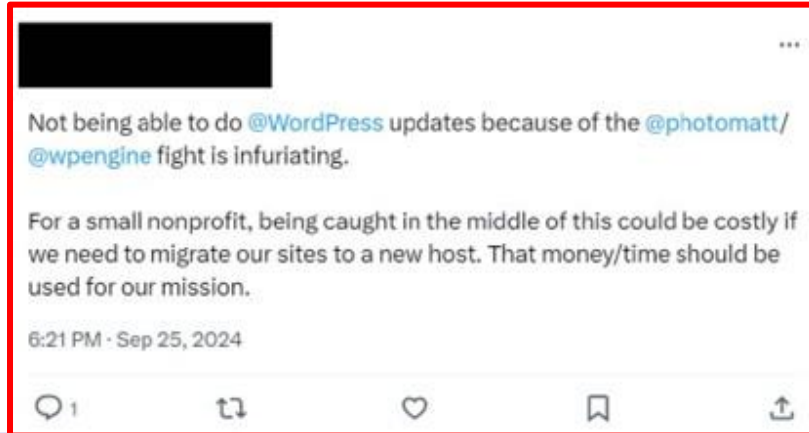 Not being able to do @WordPress updates because of the @photomatt/
@wpengine fight is infuriating.
For a small nonprofit, being caught in the middle of this could be costly if
we need to migrate our sites to a new host. That money/time should be
used for our mission.
6:21 PM · Sep 25, 2024
1